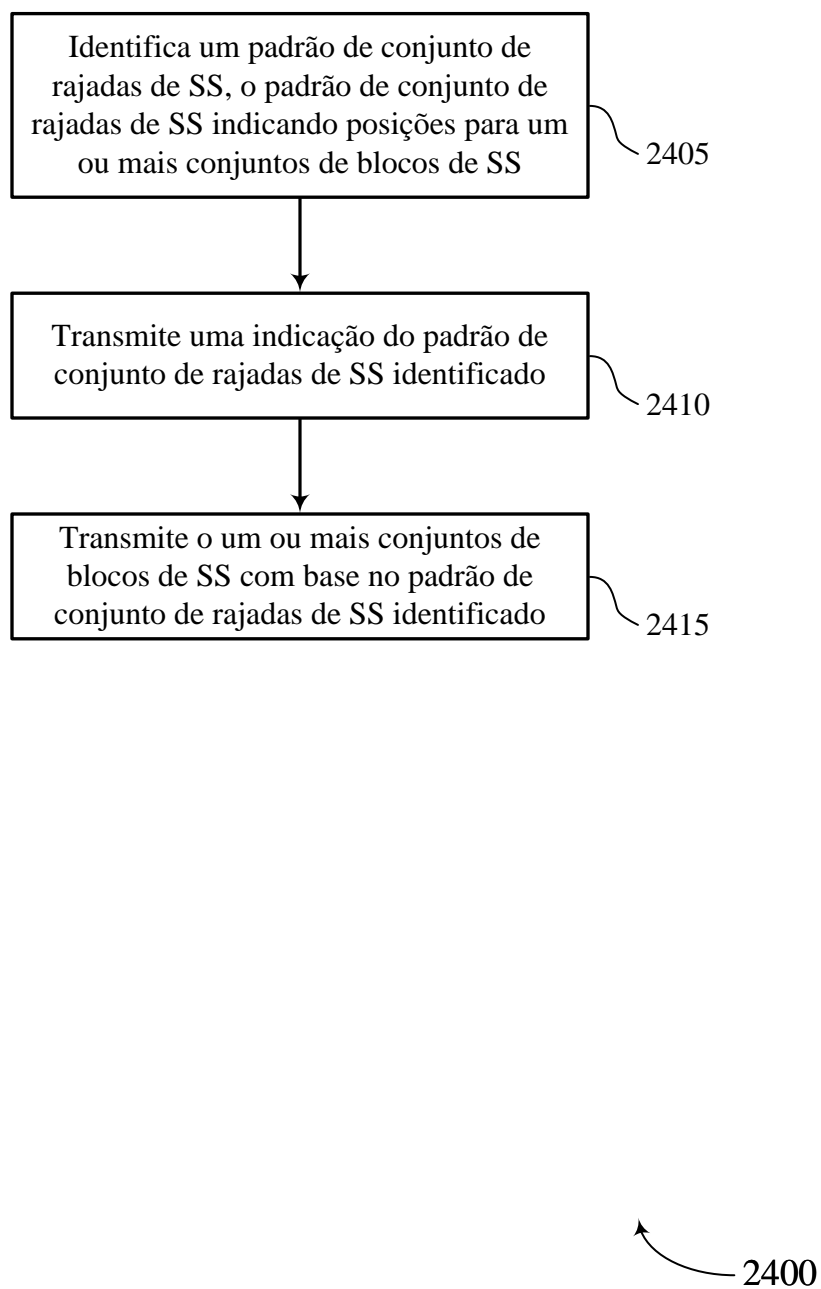 Identifica um padrão de conjunto de
rajadas de SS, o padrão de conjunto de
rajadas de SS indicando posições para um
ou mais conjuntos de blocos de SS
2405
Transmite uma indicação do padrão de
conjunto de rajadas de SS identificado
2410
Transmite o um ou mais conjuntos de
blocos de SS com base no padrão de
conjunto de rajadas de SS identificado
2415
2400